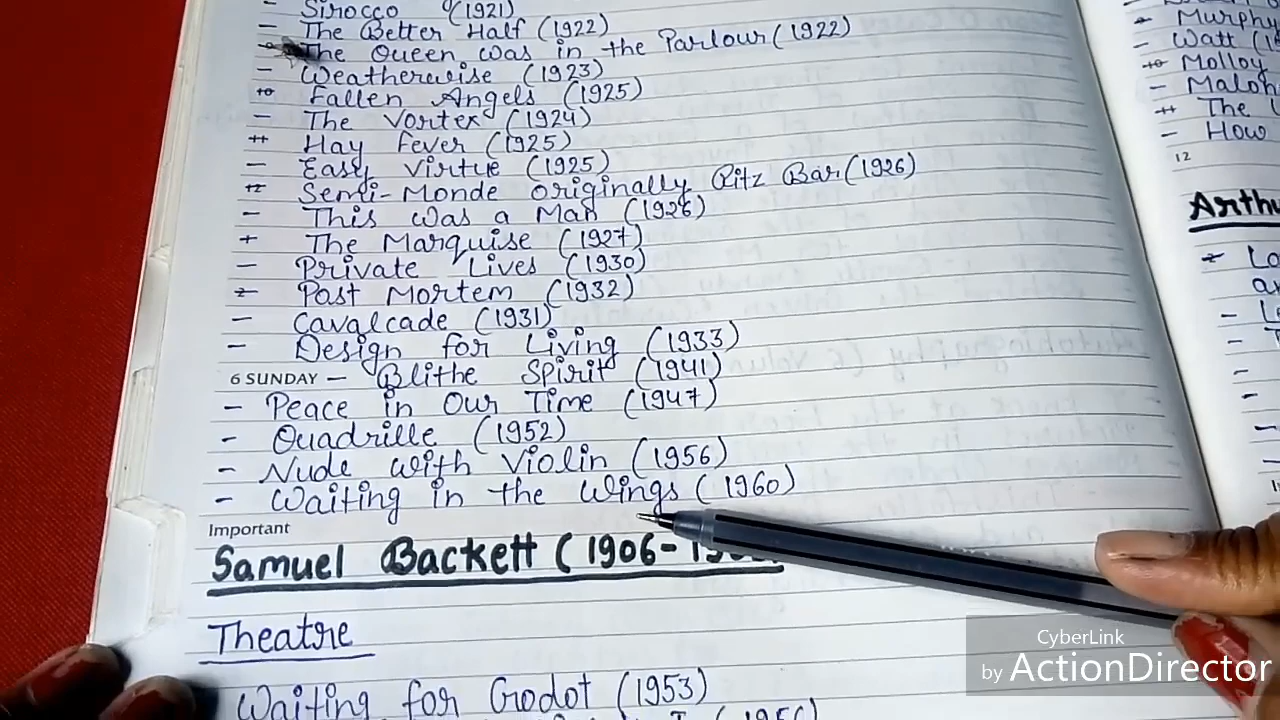 - Sirocco (1921)
- The Better Half (1922)
- The Queen was in the Parlour (1922)
- Weatherwise (1923)
- Fallen Angels (1925)
- The Vortex (1924)
- Hay Fever (1925)
- Easy Virtue (1925)
- Semi-Monde originally Ritz Bar (1926)
- This was a Man (1926)
- The Marquise (1927)
- Private Lives (1930)
- Past Mortem (1932)
- Cavalcade (1931)
- Design for Living (1933)
6 SUNDAY - Blithe Spirit (1941)
- Peace in Our Time (1947)
- Quadrille (1952)
- Nude with Violin (1956)
- Waiting in the Wings (1960)
Important
Samuel Backett (1906-
Theatre
Waiting for Godot (1953)
Murphy
- Watt
Molloy
-
The
- How
12
CyberLink
by ActionDirector